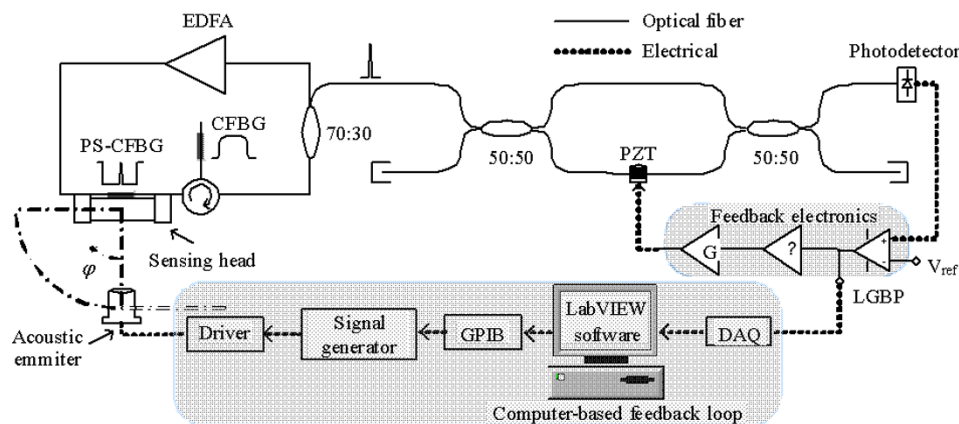 EDFA
Optical fiber
Electrical
Photodetector
CFBG
70:30
PS-CFBG
50:50
PZT
50:50
Feedback electronics
Sensing head
φ
G
?
+
-
V_ref
LGBP
Acoustic
emmiter
Driver
Signal
generator
GPIB
LabVIEW
software
DAQ
Computer-based feedback loop